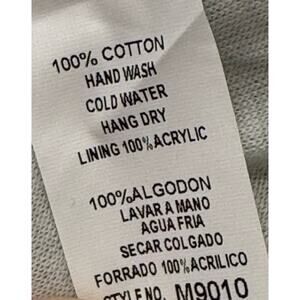 100% COTTON
HAND WASH
COLD WATER
HANG DRY
LINING 100% ACRYLIC
100%ALGODON
LAVAR A MANO
AGUA FRIA
SECAR COLGADO
FORRADO 100%ACRILICO
STYLE NO. M9010